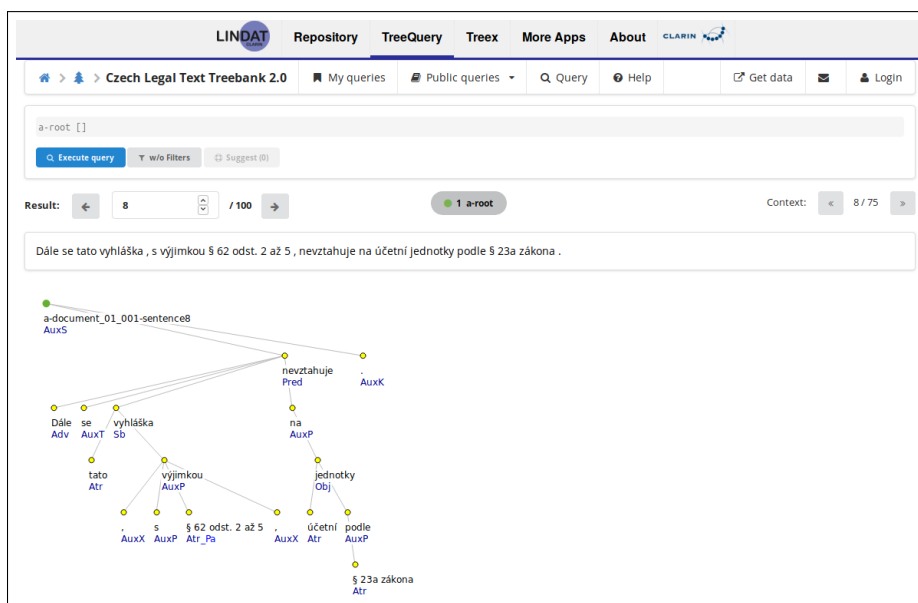 LINDAT CLARIN Repository TreeQuery Treex More Apps About CLARIN
> > Czech Legal Text Treebank 2.0 My queries Public queries Query Help Get data Login
a-root []
Execute query w/o Filters Suggest (0)
Result: 8 / 100 1 a-root Context: « 8 / 75 »
Dále se tato vyhláška , s výjimkou § 62 odst. 2 až 5 , nevztahuje na účetní jednotky podle § 23a zákona .
a-document_01_001-sentence8
AuxS
nevztahuje .
Pred AuxK
Dále se vyhláška na
Adv AuxT Sb AuxP
tato výjimkou jednotky
Atr AuxP Obj
, s § 62 odst. 2 až 5 , účetní podle
AuxX AuxP Atr_Pa AuxX Atr AuxP
§ 23a zákona
Atr